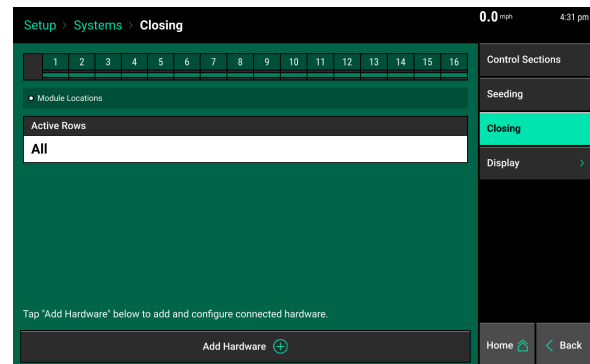 Setup > Systems > Closing
0.0 mph
4:31 pm
1 2 3 4 5 6 7 8 9 10 11 12 13 14 15 16
Module Locations
Active Rows
All
Tap "Add Hardware" below to add and configure connected hardware.
Add Hardware
Control Sections
Seeding
Closing
Display >
Home
< Back